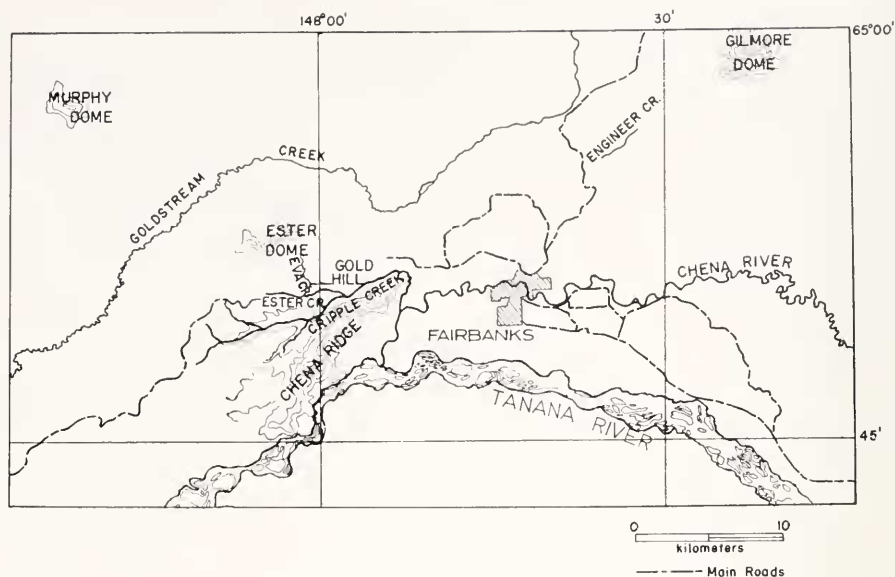 148°00'
30'
65°00'
GILMORE
DOME
MURPHY
DOME
ENGINEER CR.
CREEK
GOLDSTREAM
ESTER
DOME
EVA CR.
GOLD
HILL
CHENA RIVER
ESTER CR.
CRIPPLE CREEK
CHENA RIDGE
FAIRBANKS
TANANA RIVER
45'
0 10
kilometers
Main Roads